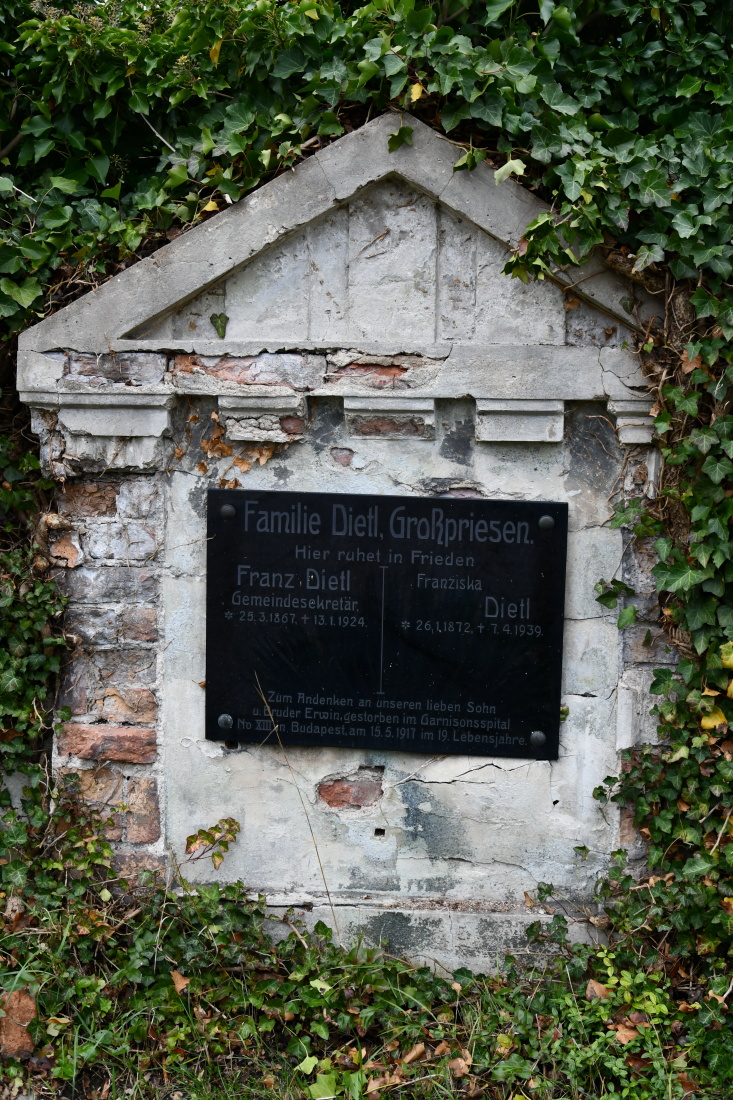 Familie Dietl, Großpriesen.
Hier ruhet in Frieden
Franz Dietl
Gemeindesekretär,
* 25.3.1867. + 13.1.1924.
Franziska
Dietl
* 26.1.1872. + 7.4.1939.
Zum Andenken an unseren lieben Sohn
u. Bruder Erwin, gestorben im Garnisonsspital
No XIII in Budapest, am 15.5.1917 im 19. Lebensjahre.